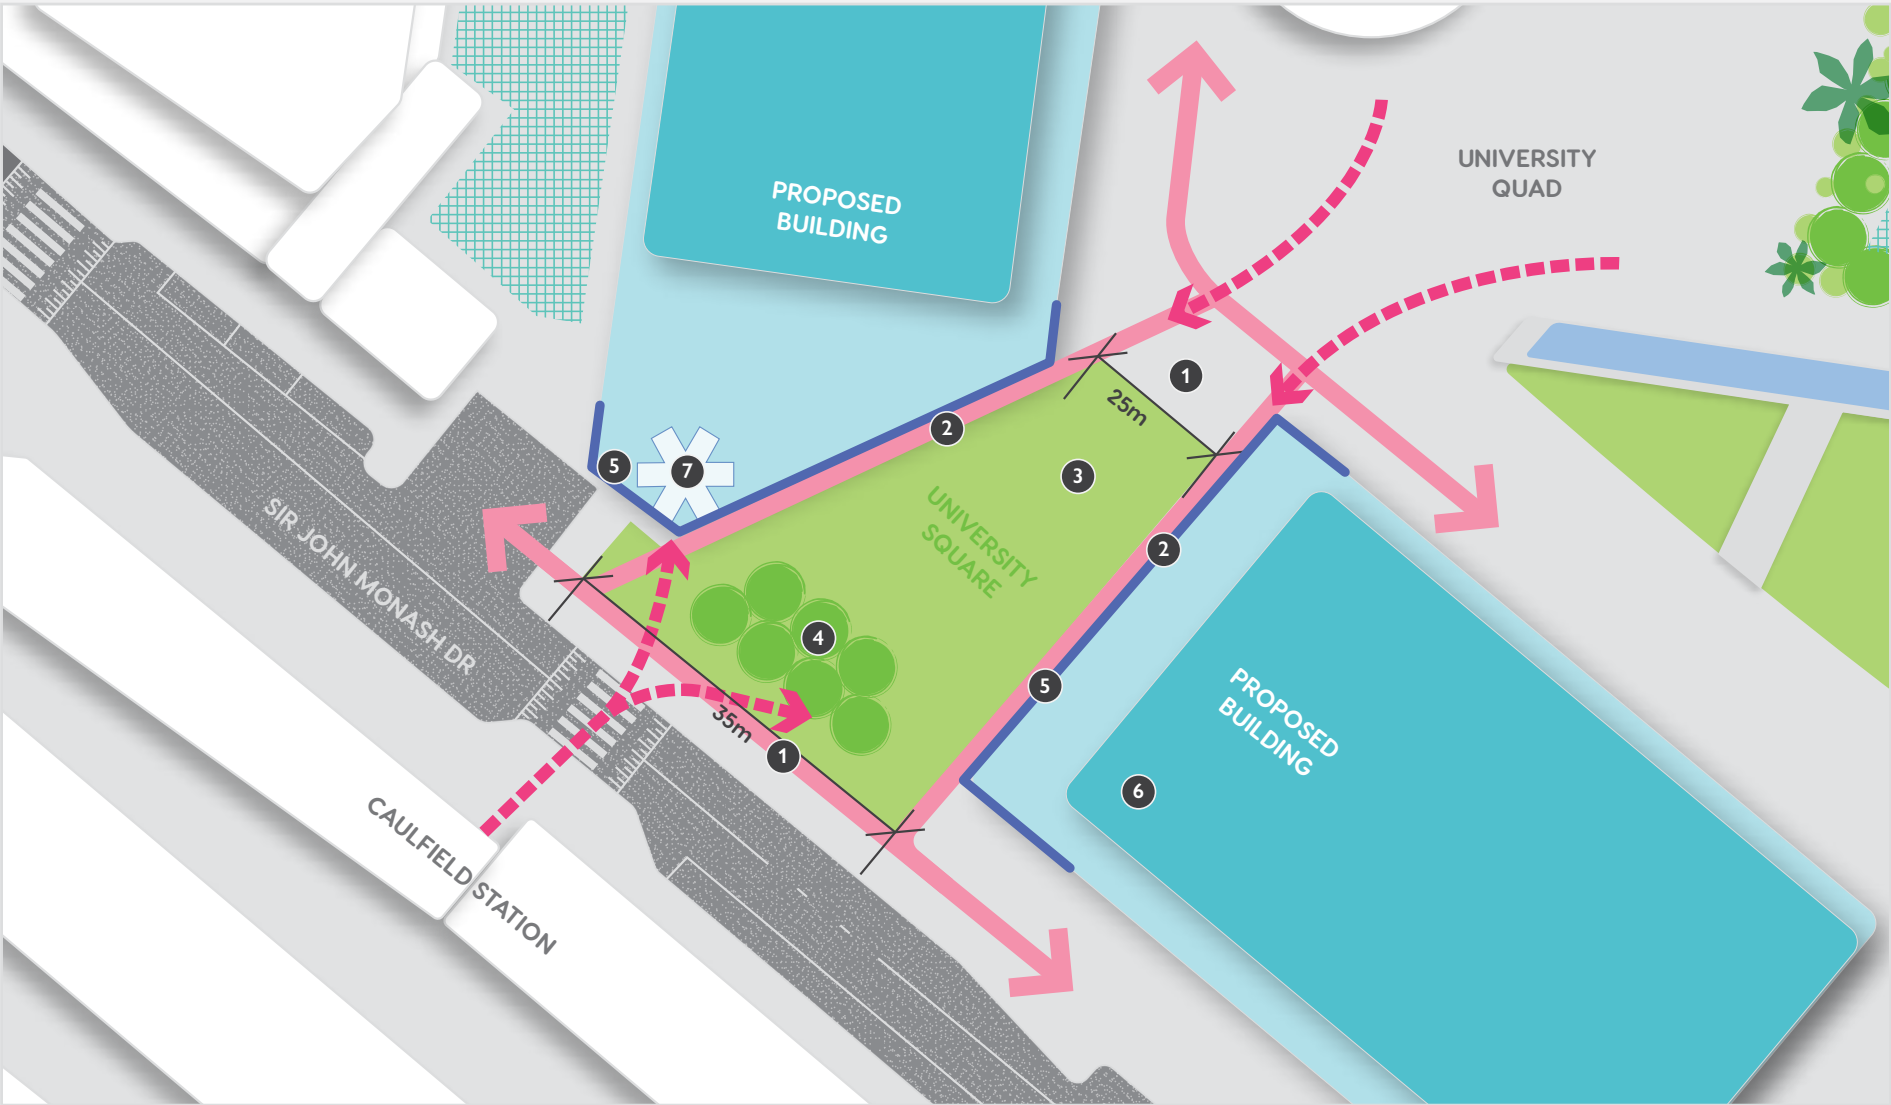 PROPOSED
BUILDING
UNIVERSITY
QUAD
1
25m
2
5
7
3
UNIVERSITY
SQUARE
2
SIR JOHN MONASH DR
4
5
35m
1
PROPOSED
BUILDING
6
CAULFIELD STATION